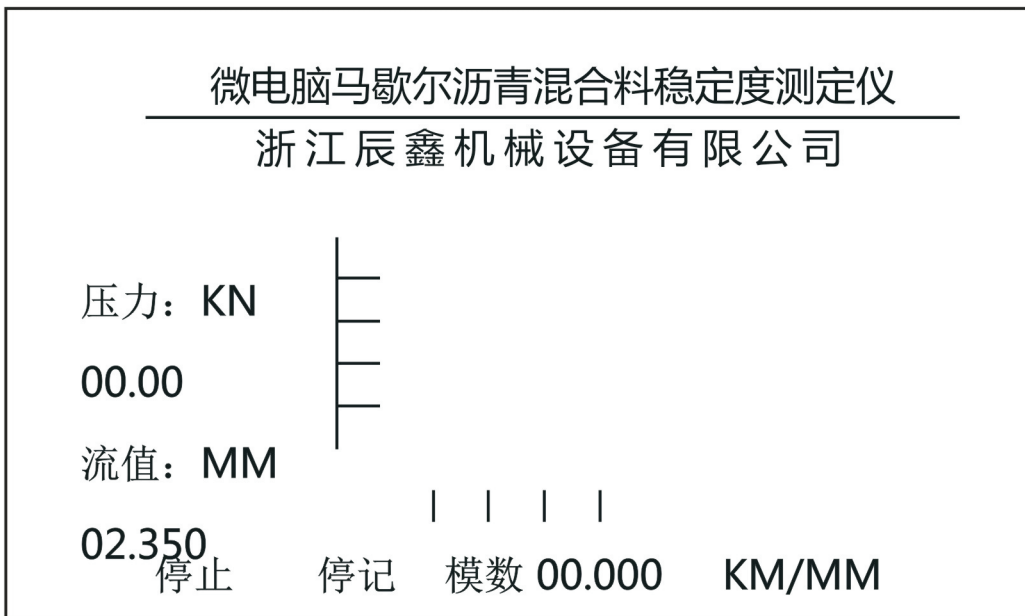 微电脑马歇尔沥青混合料稳定度测定仪
浙江辰鑫机械设备有限公司
压力：KN
00.00
流值：MM
02.350
停止 停记 模数 00.000 KM/MM